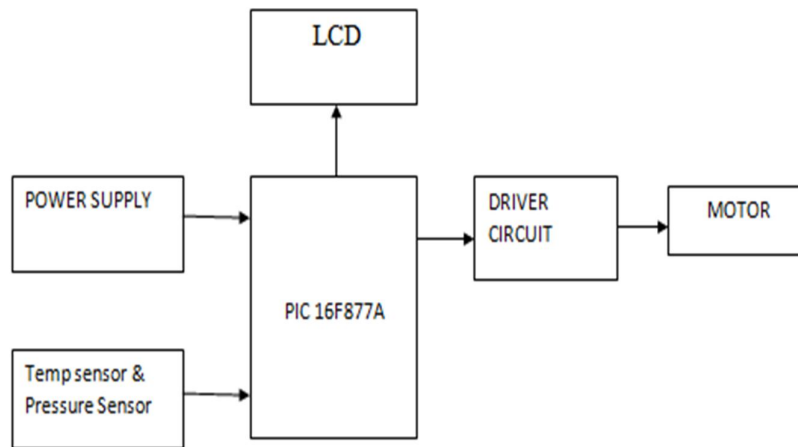 LCD
POWER SUPPLY
DRIVER
CIRCUIT
MOTOR
PIC 16F877A
Temp sensor &
Pressure Sensor